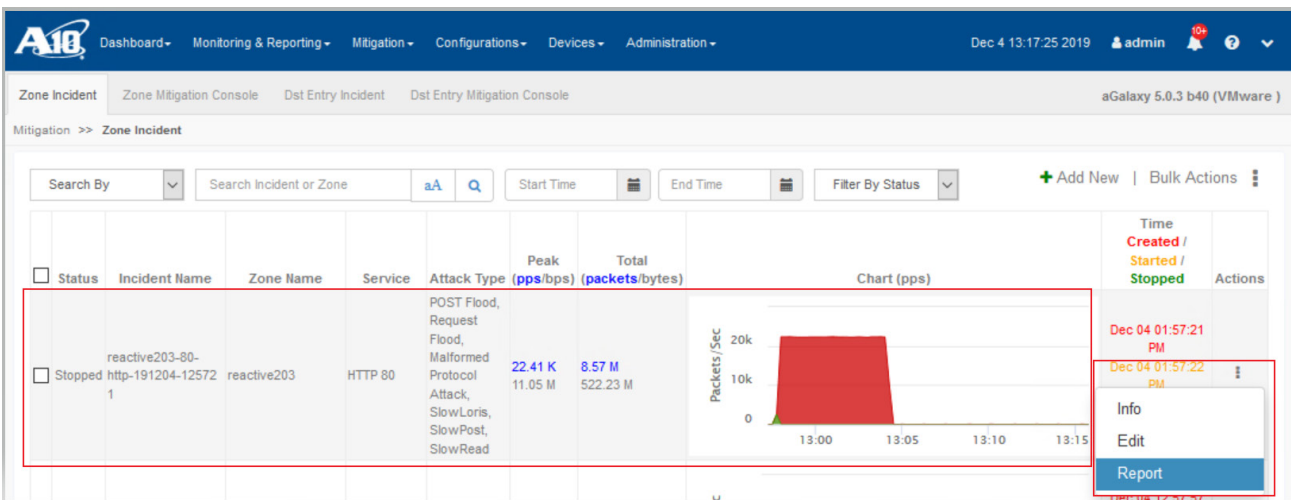 A10
Dashboard Monitoring & Reporting Mitigation Configurations Devices Administration Dec 4 13:17:25 2019 admin 10+ ?
Zone Incident Zone Mitigation Console Dst Entry Incident Dst Entry Mitigation Console aGalaxy 5.0.3 b40 (VMware )
Mitigation >> Zone Incident
Search By Search Incident or Zone aA Start Time End Time Filter By Status + Add New | Bulk Actions
Status
Incident Name
Zone Name
Service
Attack Type
Peak
(pps/bps)
Total
(packets/bytes)
Chart (pps)
Time
Created /
Started /
Stopped
Actions
Stopped
reactive203-80-
http-191204-12572
1
reactive203
HTTP 80
POST Flood,
Request
Flood,
Malformed
Protocol
Attack,
SlowLoris,
SlowPost,
SlowRead
22.41 K
11.05 M
8.57 M
522.23 M
Packets/Sec
20k
10k
0
13:00 13:05 13:10 13:15
Dec 04 01:57:21
PM
Dec 04 01:57:22
PM
Info
Edit
Report